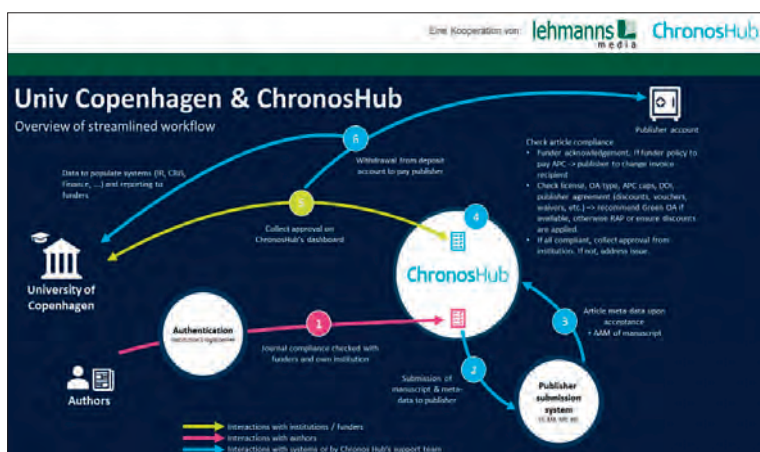 Eine Kooperation von:
lehmanns
media
ChronosHub
Univ Copenhagen & ChronosHub
Overview of streamlined workflow
Publisher account
6
Withdrawal from deposit
account to pay publisher
Data to populate systems (IR, CRIS,
Finance, ...) and reporting to
funders
Check article compliance
• Funder acknowledgement. If funder policy to
pay APC -> publisher to change invoice
recipient
• Check license, OA type, APC caps, DOI,
publisher agreement (discounts, vouchers,
waivers, etc.) –> recommend Green OA if
available, otherwise RAP or ensure discounts
are applied.
• If all compliant, collect approval from
institution. If not, address issue.
5
Collect approval on
ChronosHub's dashboard
4
ChronosHub
University of
Copenhagen
Authentication
1
Journal compliance checked with
funders and own institution
3
Article meta data upon
acceptance
+ AAM of manuscript
Authors
2
Submission of
manuscript & meta-
data to publisher
Publisher
submission
system
Interactions with institutions / funders
Interactions with authors
Interactions with systems or by Chronos Hub's support team